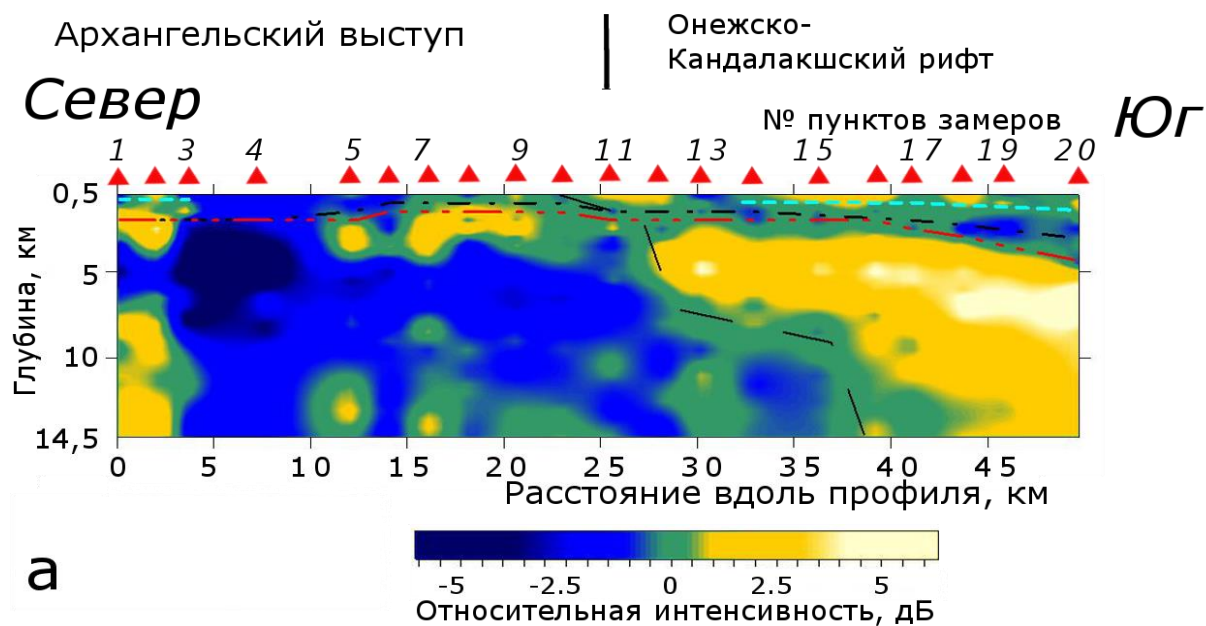 Архангельский выступ
Онежско-
Кандалакшский рифт
Север
Юг
№ пунктов замеров
1 3 4 5 7 9 11 13 15 17 19 20
0,5
5
10
14,5
Глубина, км
0 5 10 15 20 25 30 35 40 45
Расстояние вдоль профиля, км
а
-5 -2.5 0 2.5 5
Относительная интенсивность, дБ